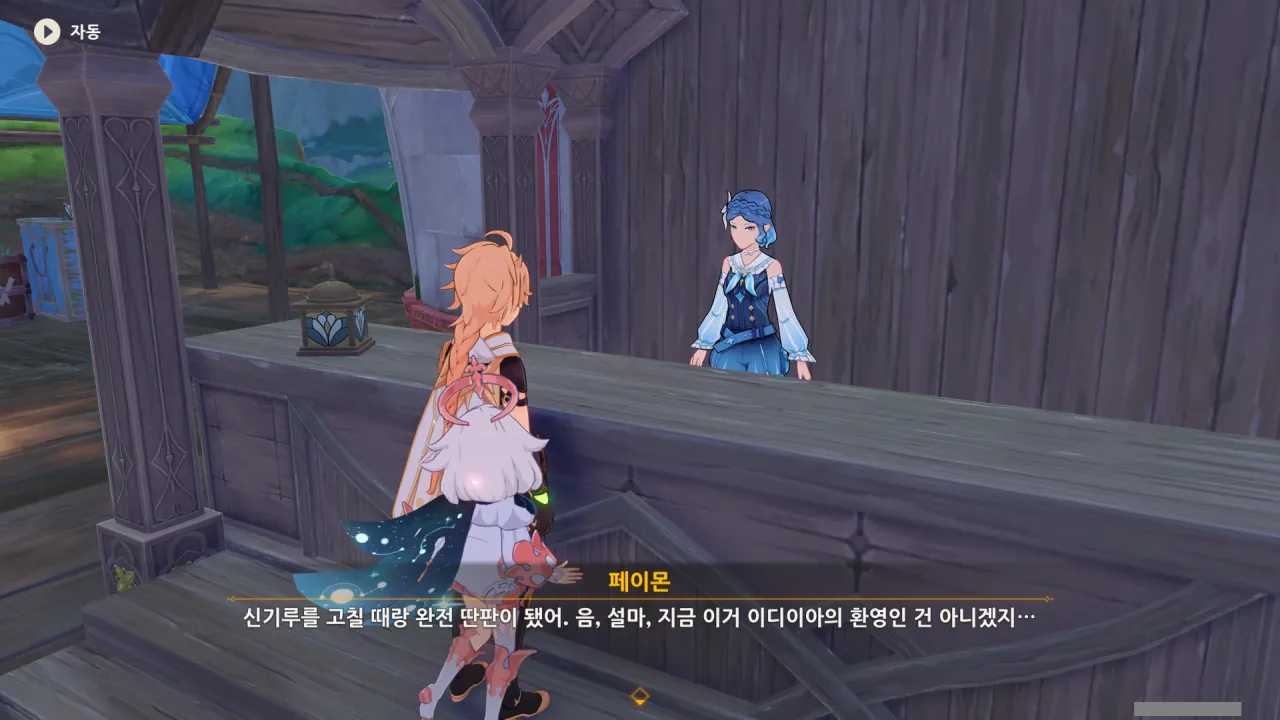 자동
페이몬
신기루를 고칠 때랑 완전 딴판이 됐어. 음, 설마, 지금 이거 이디이아의 환영인 건 아니겠지…